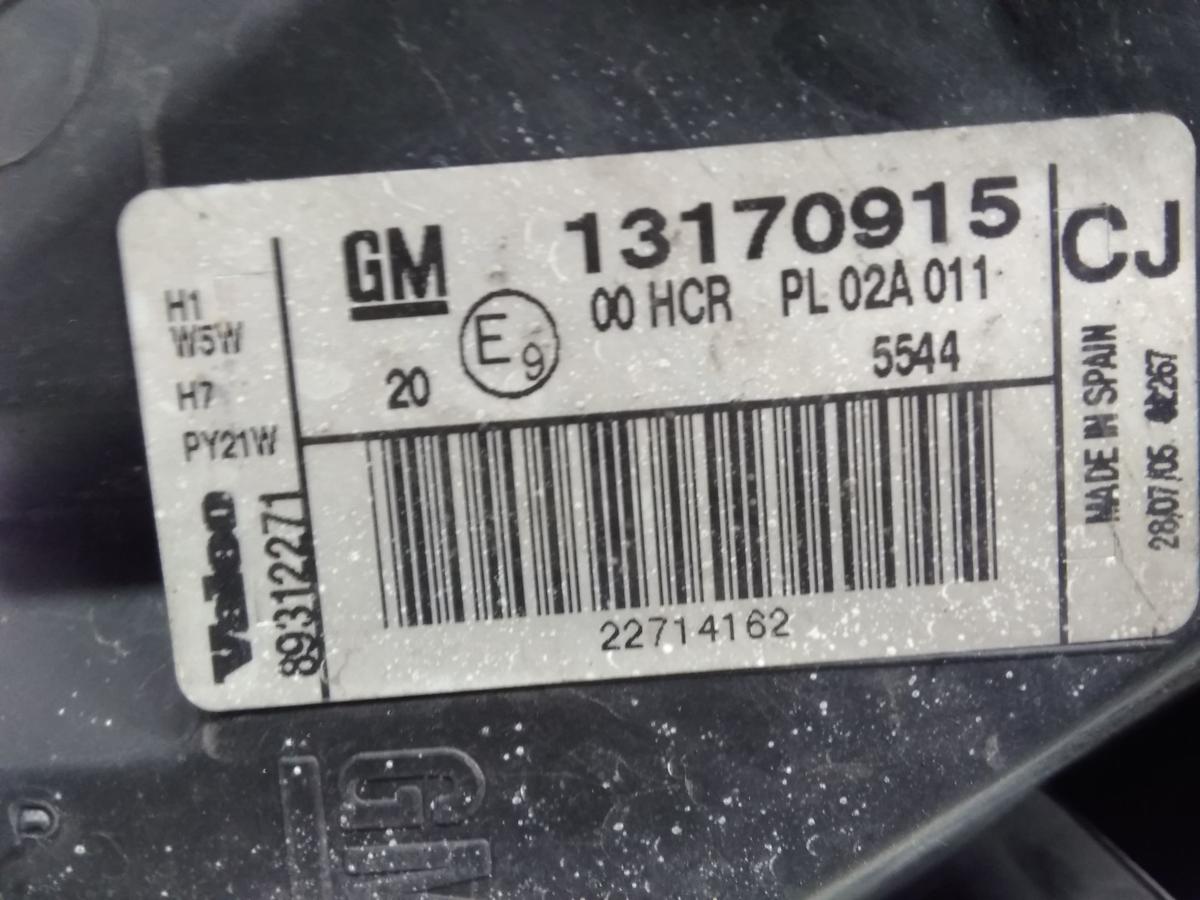 GM 13170915
00 HCR PL 02A 011
E9
20
5544
22714162
H1
W5W
H7
PY21W
Valeo
89312271
CJ
MADE IN SPAIN
28/07/05
GM